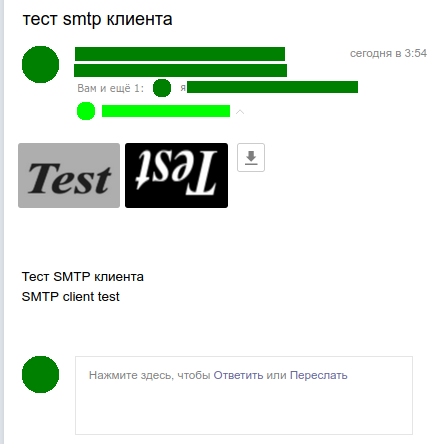 тест smtp клиента
сегодня в 3:54
Вам и ещё 1: я
Test Test
Тест SMTP клиента
SMTP client test
Нажмите здесь, чтобы Ответить или Переслать